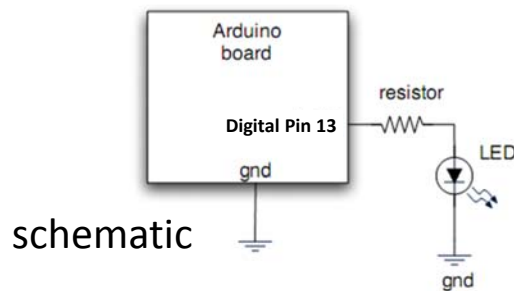 Arduino
board
resistor
Digital Pin 13
LED
gnd
schematic
gnd